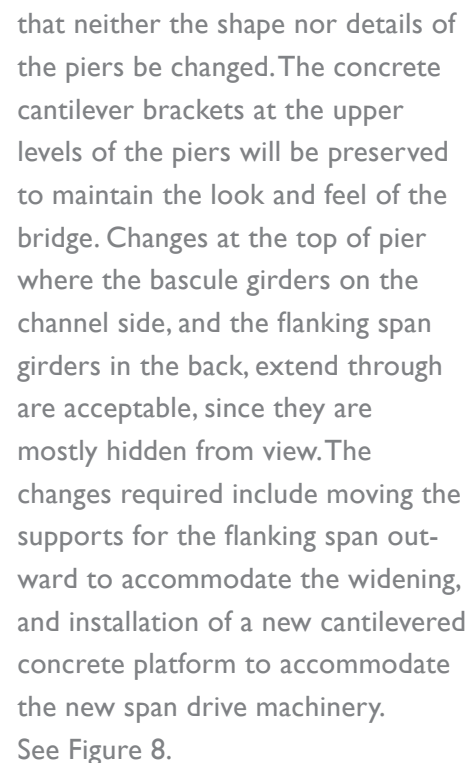 that neither the shape nor details of
the piers be changed. The concrete
cantilever brackets at the upper
levels of the piers will be preserved
to maintain the look and feel of the
bridge. Changes at the top of pier
where the bascule girders on the
channel side, and the flanking span
girders in the back, extend through
are acceptable, since they are
mostly hidden from view. The
changes required include moving the
supports for the flanking span out-
ward to accommodate the widening,
and installation of a new cantilevered
concrete platform to accommodate
the new span drive machinery.
See Figure 8.